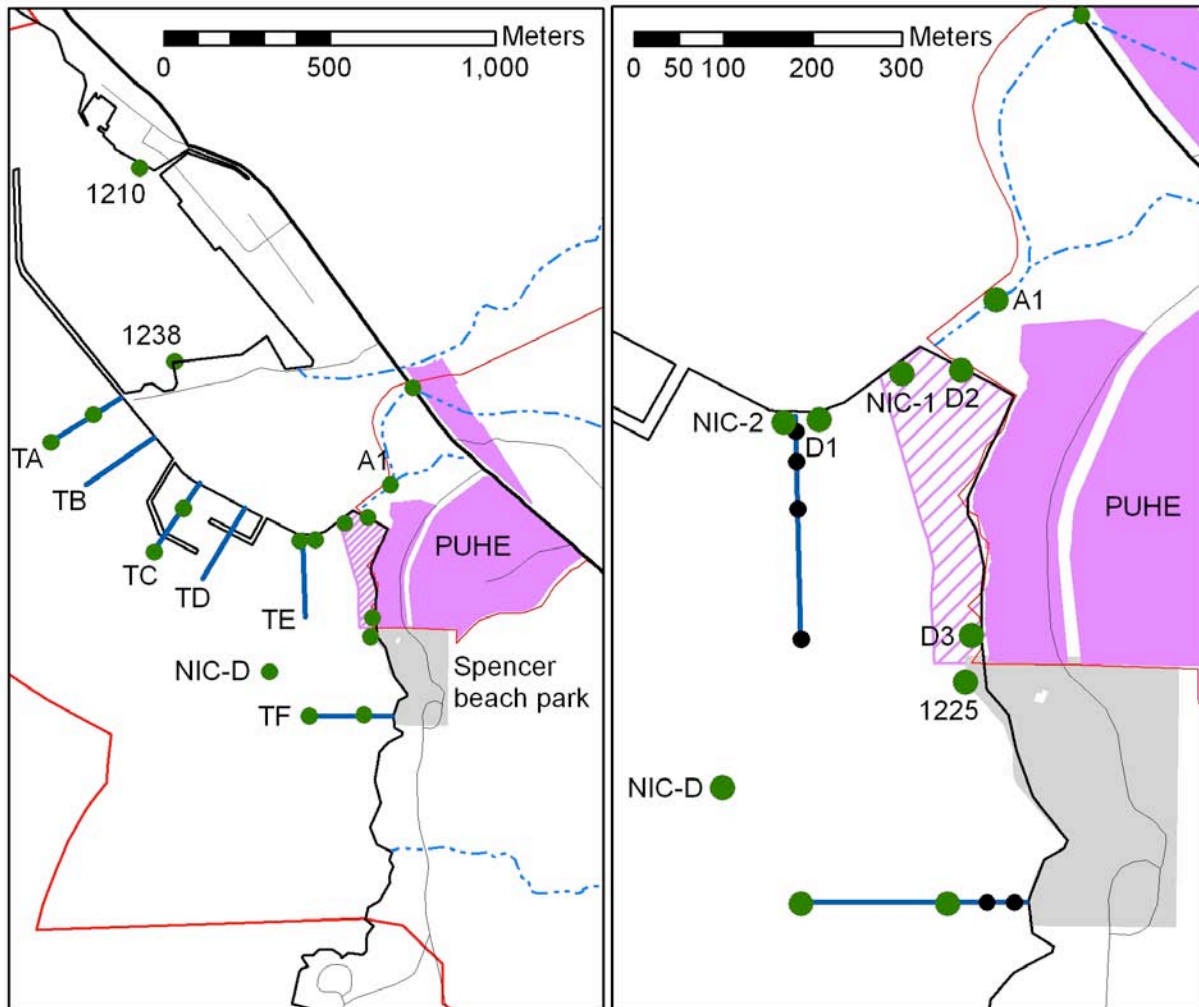 Meters
0 500 1,000
1210
1238
TA
TB
A1
TC
TD
TE
PUHE
NIC-D
Spencer
beach park
TF
Meters
0 50 100 200 300
A1
NIC-1
D2
NIC-2
D1
PUHE
D3
1225
NIC-D